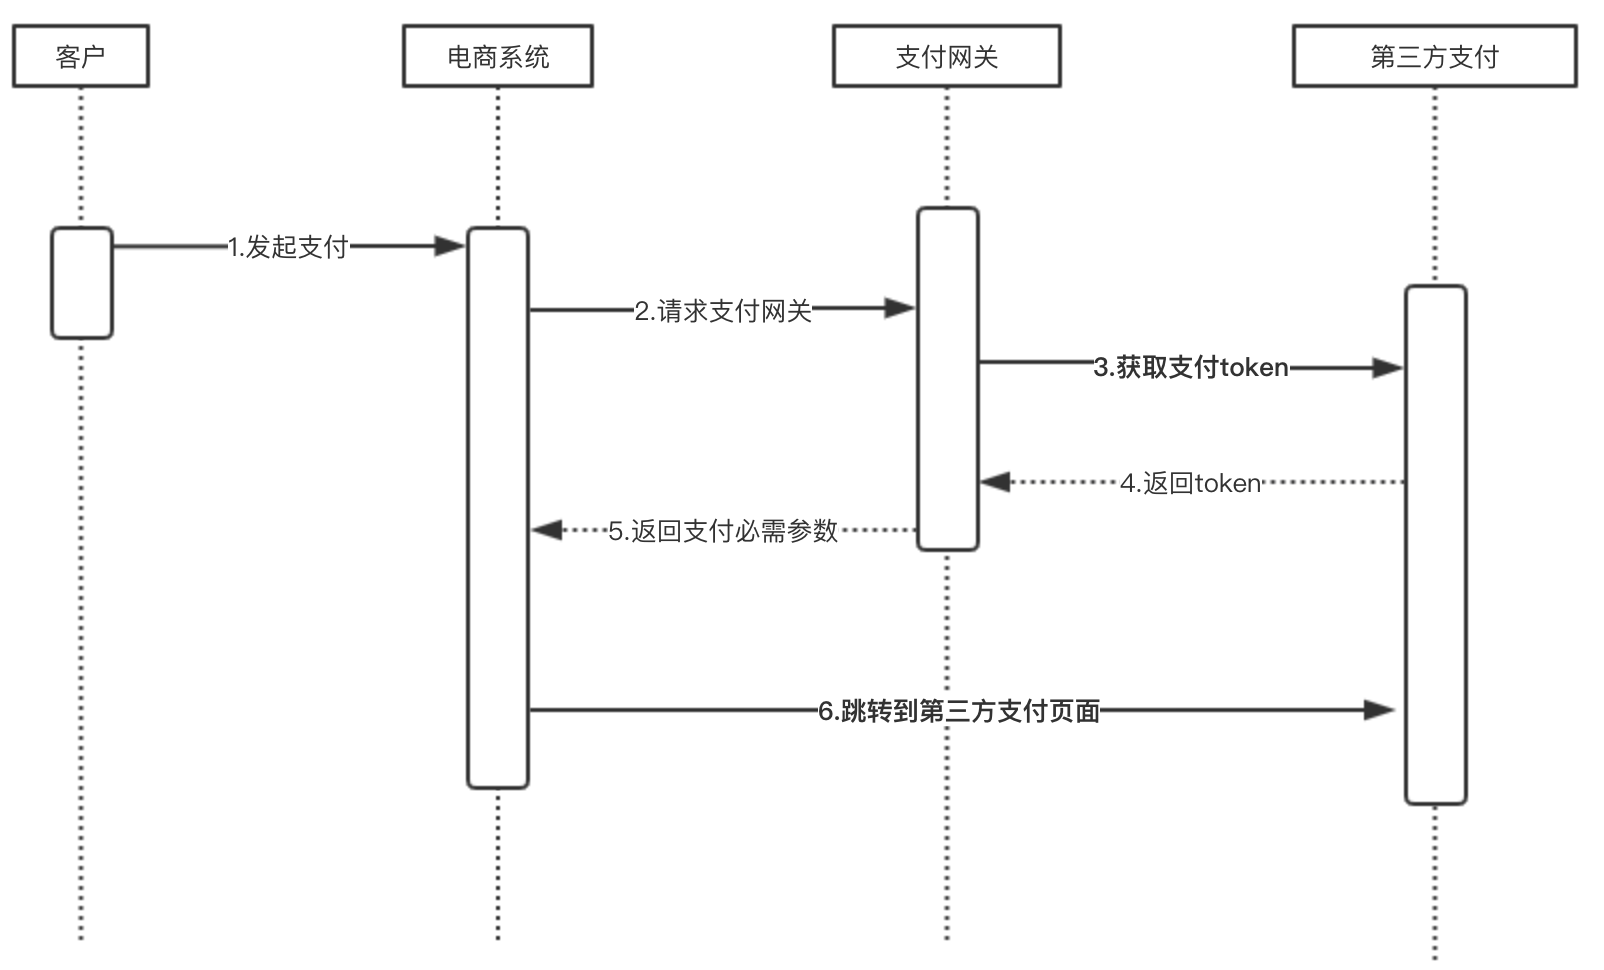 客户
电商系统
支付网关
第三方支付
1.发起支付
2.请求支付网关
3.获取支付token
4.返回token
5.返回支付必需参数
6.跳转到第三方支付页面